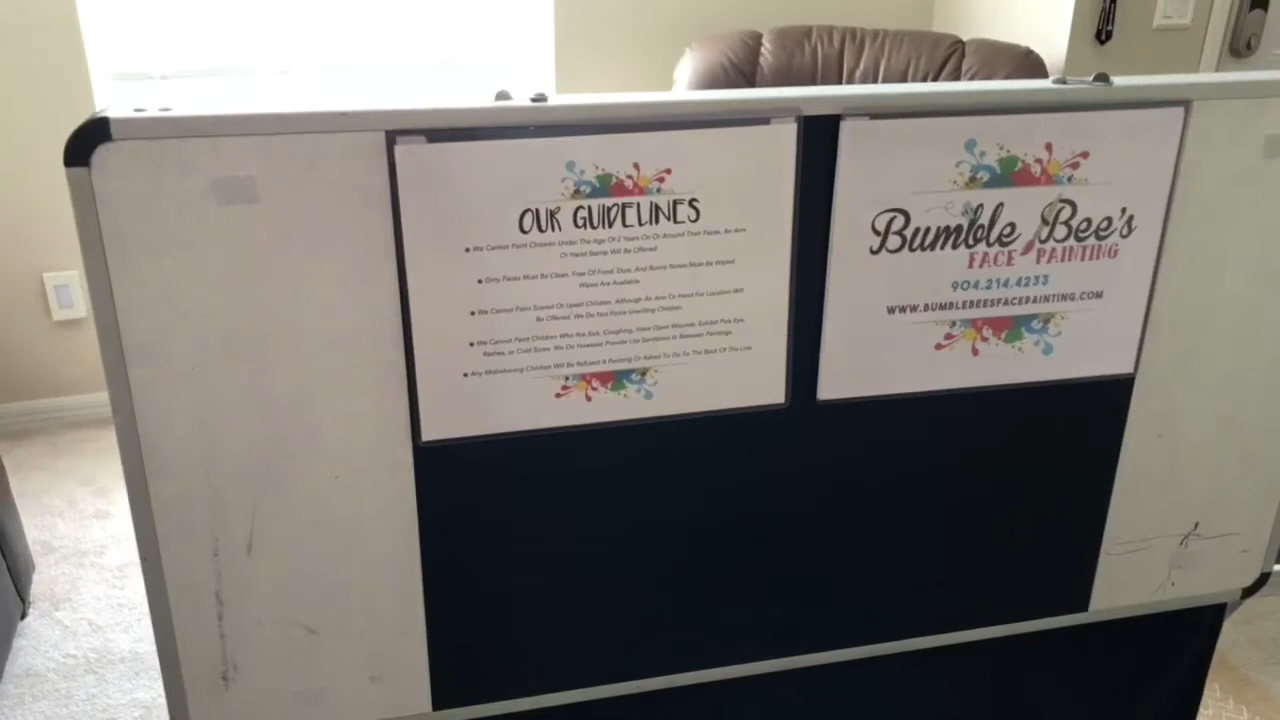 OUR GUIDELINES
• We Cannot Paint Children Under The Age Of 2 Years On Or Around Their Faces, An Arm
Or Hand Stamp Will Be Offered
• Dirty Faces Must Be Clean, Free Of Food, Dust, And Runny Noses Must Be Wiped
Wipes Are Available
• We Cannot Paint Scared Or Upset Children. Although An Arm Or Hand Will
Be Offered. We Do Not Force Unwilling Children.
• We Cannot Paint Children Who Are Sick, Coughing, Have Open Wounds, Exhibit Pink Eye,
Rashes, or Cold Sores. We Do However Provide Sanitation In Between Paintings.
• Any Misbehaving Children Will Be Refused A Painting Or Asked To Go To The Back Of The Line
Bumble Bee's
FACE PAINTING
904.214.4233
WWW.BUMBLEBEESFACEPAINTING.COM